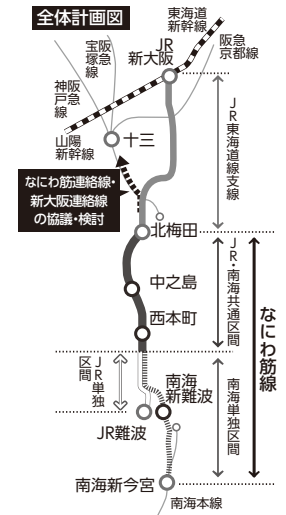 全体計画図
東海道
新幹線
宝塚線
阪急
JR
新大阪
阪急
京都線
神戸線
阪急
十三
山陽
新幹線
なにわ筋連絡線・
新大阪連絡線
の協議・検討
JR東海道線支線
北梅田
中之島
西本町
JR・南海共通区間
なにわ筋線
JR単独
区間
南海
新難波
JR難波
南海単独区間
南海新今宮
南海本線